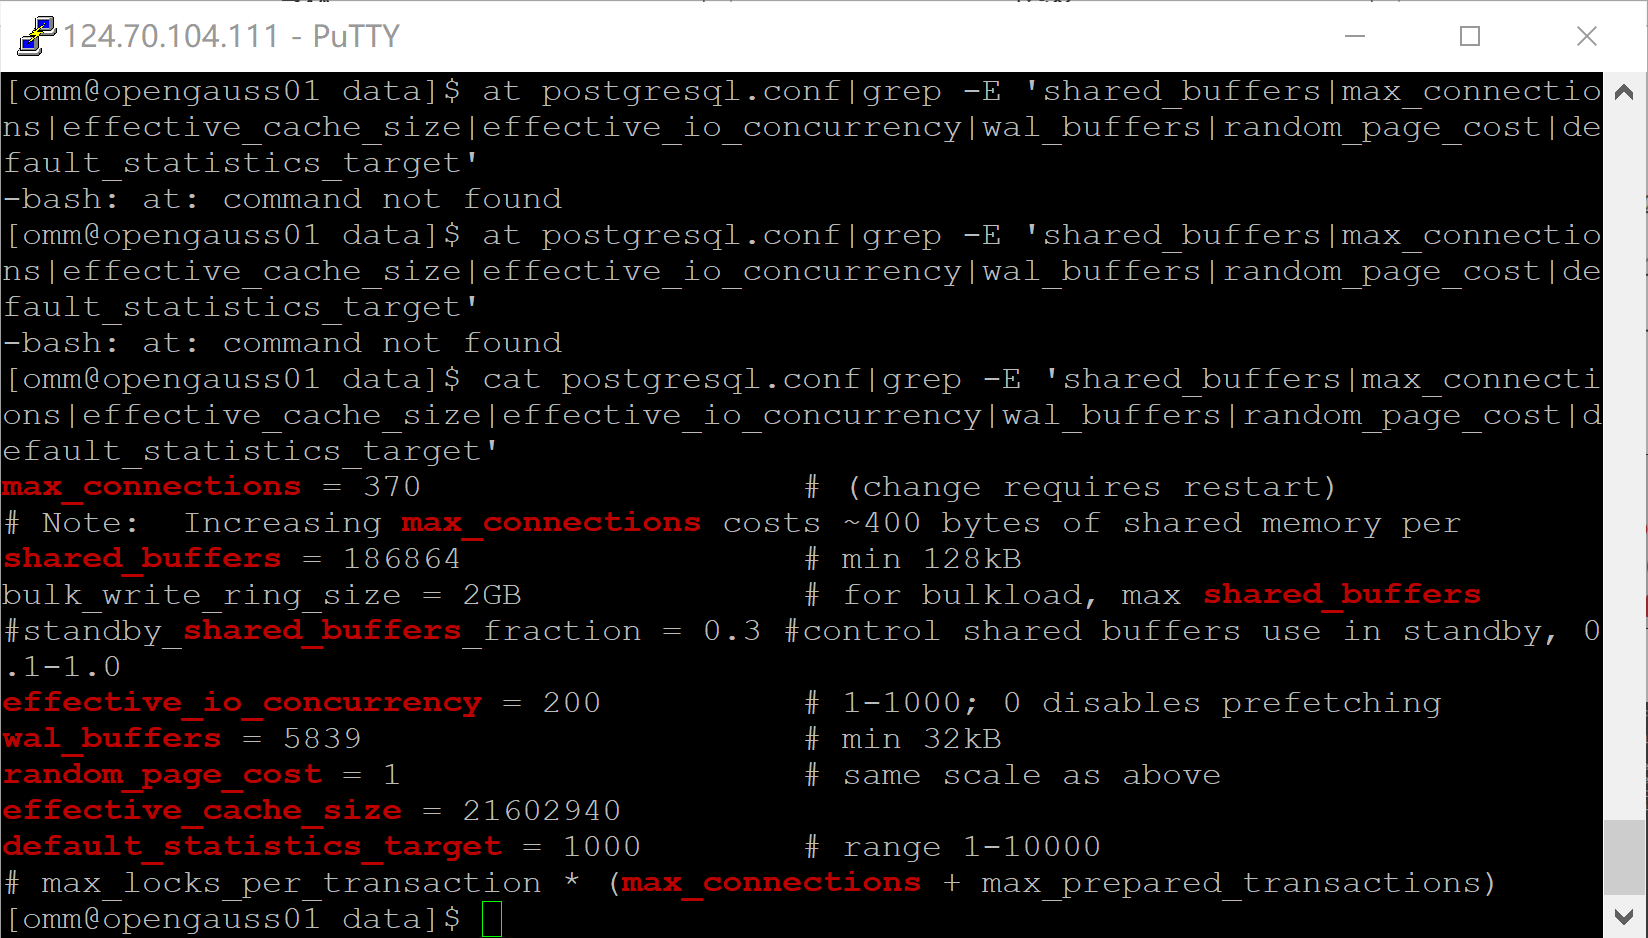 124.70.104.111 - PuTTY
[omm@opengauss01 data]$ at postgresql.conf|grep -E 'shared_buffers|max_connectio
ns|effective_cache_size|effective_io_concurrency|wal_buffers|random_page_cost|de
fault_statistics_target'
-bash: at: command not found
[omm@opengauss01 data]$ at postgresql.conf|grep -E 'shared_buffers|max_connectio
ns|effective_cache_size|effective_io_concurrency|wal_buffers|random_page_cost|de
fault_statistics_target'
-bash: at: command not found
[omm@opengauss01 data]$ cat postgresql.conf|grep -E 'shared_buffers|max_connecti
ons|effective_cache_size|effective_io_concurrency|wal_buffers|random_page_cost|d
efault_statistics_target'
max_connections = 370                   # (change requires restart)
# Note:  Increasing max_connections costs ~400 bytes of shared memory per
shared_buffers = 186864                 # min 128kB
bulk_write_ring_size = 2GB              # for bulkload, max shared_buffers
#standby_shared_buffers_fraction = 0.3 #control shared buffers use in standby, 0
.1-1.0
effective_io_concurrency = 200          # 1-1000; 0 disables prefetching
wal_buffers = 5839                      # min 32kB
random_page_cost = 1                    # same scale as above
effective_cache_size = 21602940
default_statistics_target = 1000        # range 1-10000
# max_locks_per_transaction * (max_connections + max_prepared_transactions)
[omm@opengauss01 data]$